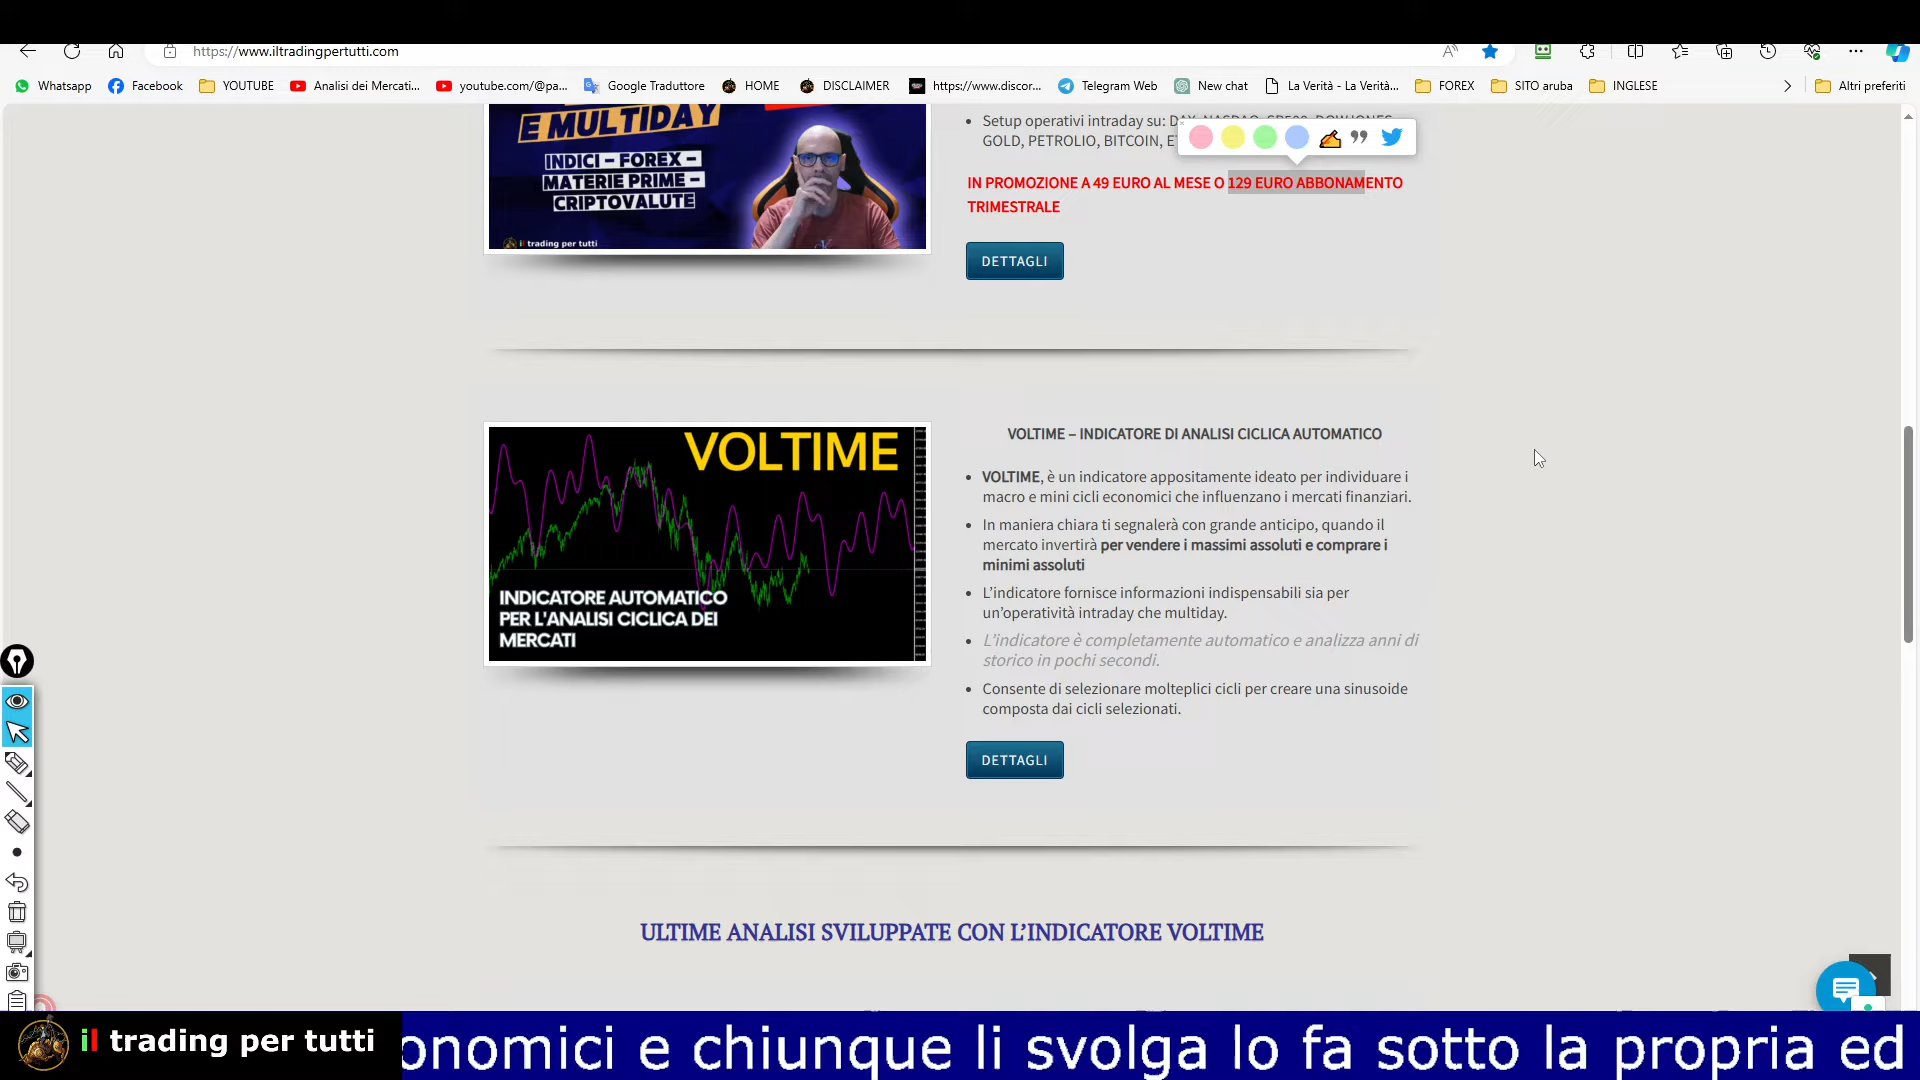 https://www.iltradingpertutti.com
Whatsapp
Facebook
YOUTUBE
Analisi dei Mercati...
youtube.com/@pa...
Google Traduttore
HOME
DISCLAIMER
https://www.discor...
Telegram Web
New chat
La Verità - La Verità...
FOREX
SITO aruba
INGLESE
Altri preferiti
E MULTIDAY
INDICI – FOREX –
MATERIE PRIME –
CRIPTOVALUTE
il trading per tutti
Setup operativi intraday su:
GOLD, PETROLIO, BITCOIN,
IN PROMOZIONE A 49 EURO AL MESE O 129 EURO ABBONAMENTO
TRIMESTRALE
DETTAGLI
VOLTIME
INDICATORE AUTOMATICO
PER L'ANALISI CICLICA DEI
MERCATI
VOLTIME – INDICATORE DI ANALISI CICLICA AUTOMATICO
VOLTIME, è un indicatore appositamente ideato per individuare i
macro e mini cicli economici che influenzano i mercati finanziari.
In maniera chiara ti segnalerà con grande anticipo, quando il
mercato invertirà per vendere i massimi assoluti e comprare i
minimi assoluti
L’indicatore fornisce informazioni indispensabili sia per
un’operatività intraday che multiday.
L’indicatore è completamente automatico e analizza anni di
storico in pochi secondi.
Consente di selezionare molteplici cicli per creare una sinusoide
composta dai cicli selezionati.
DETTAGLI
ULTIME ANALISI SVILUPPATE CON L’INDICATORE VOLTIME
il trading per tutti
onomici e chiunque li svolga lo fa sotto la propria ed